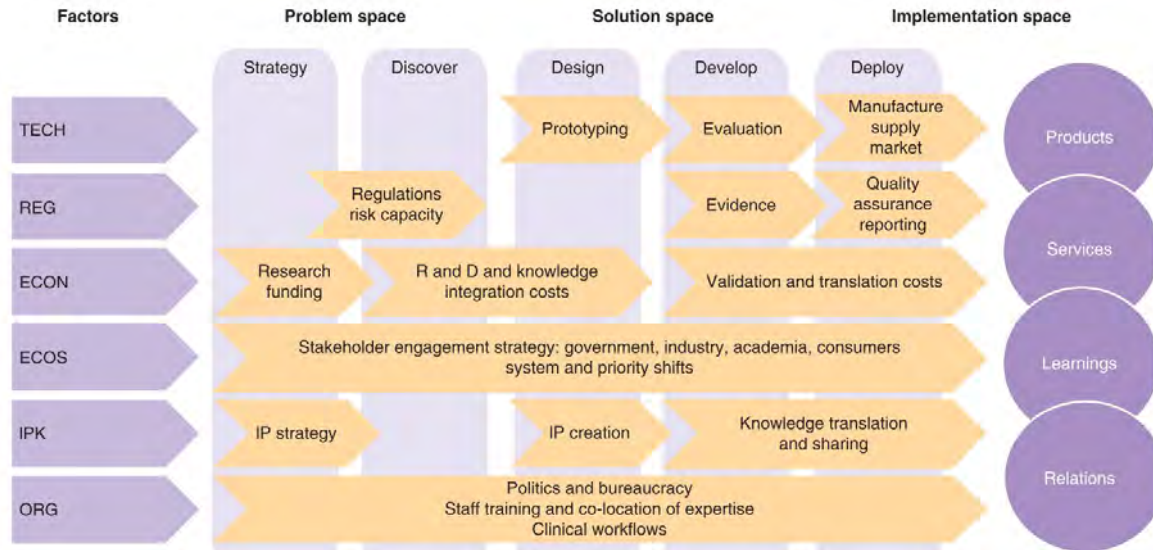 Factors
Problem space
Solution space
Implementation space
Strategy
Discover
Design
Develop
Deploy
TECH
Prototyping
Evaluation
Manufacture
supply
market
Products
REG
Regulations
risk capacity
Evidence
Quality
assurance
reporting
Services
ECON
Research
funding
R and D and knowledge
integration costs
Validation and translation costs
ECOS
Stakeholder engagement strategy: government, industry, academia, consumers
system and priority shifts
Learnings
IPK
IP strategy
IP creation
Knowledge translation
and sharing
Relations
ORG
Politics and bureaucracy
Staff training and co-location of expertise
Clinical workflows